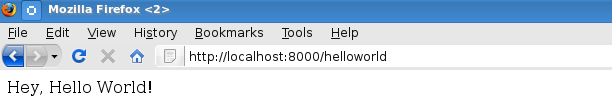 Mozilla Firefox <2>
File Edit View History Bookmarks Tools Help
http://localhost:8000/helloworld
Hey, Hello World!